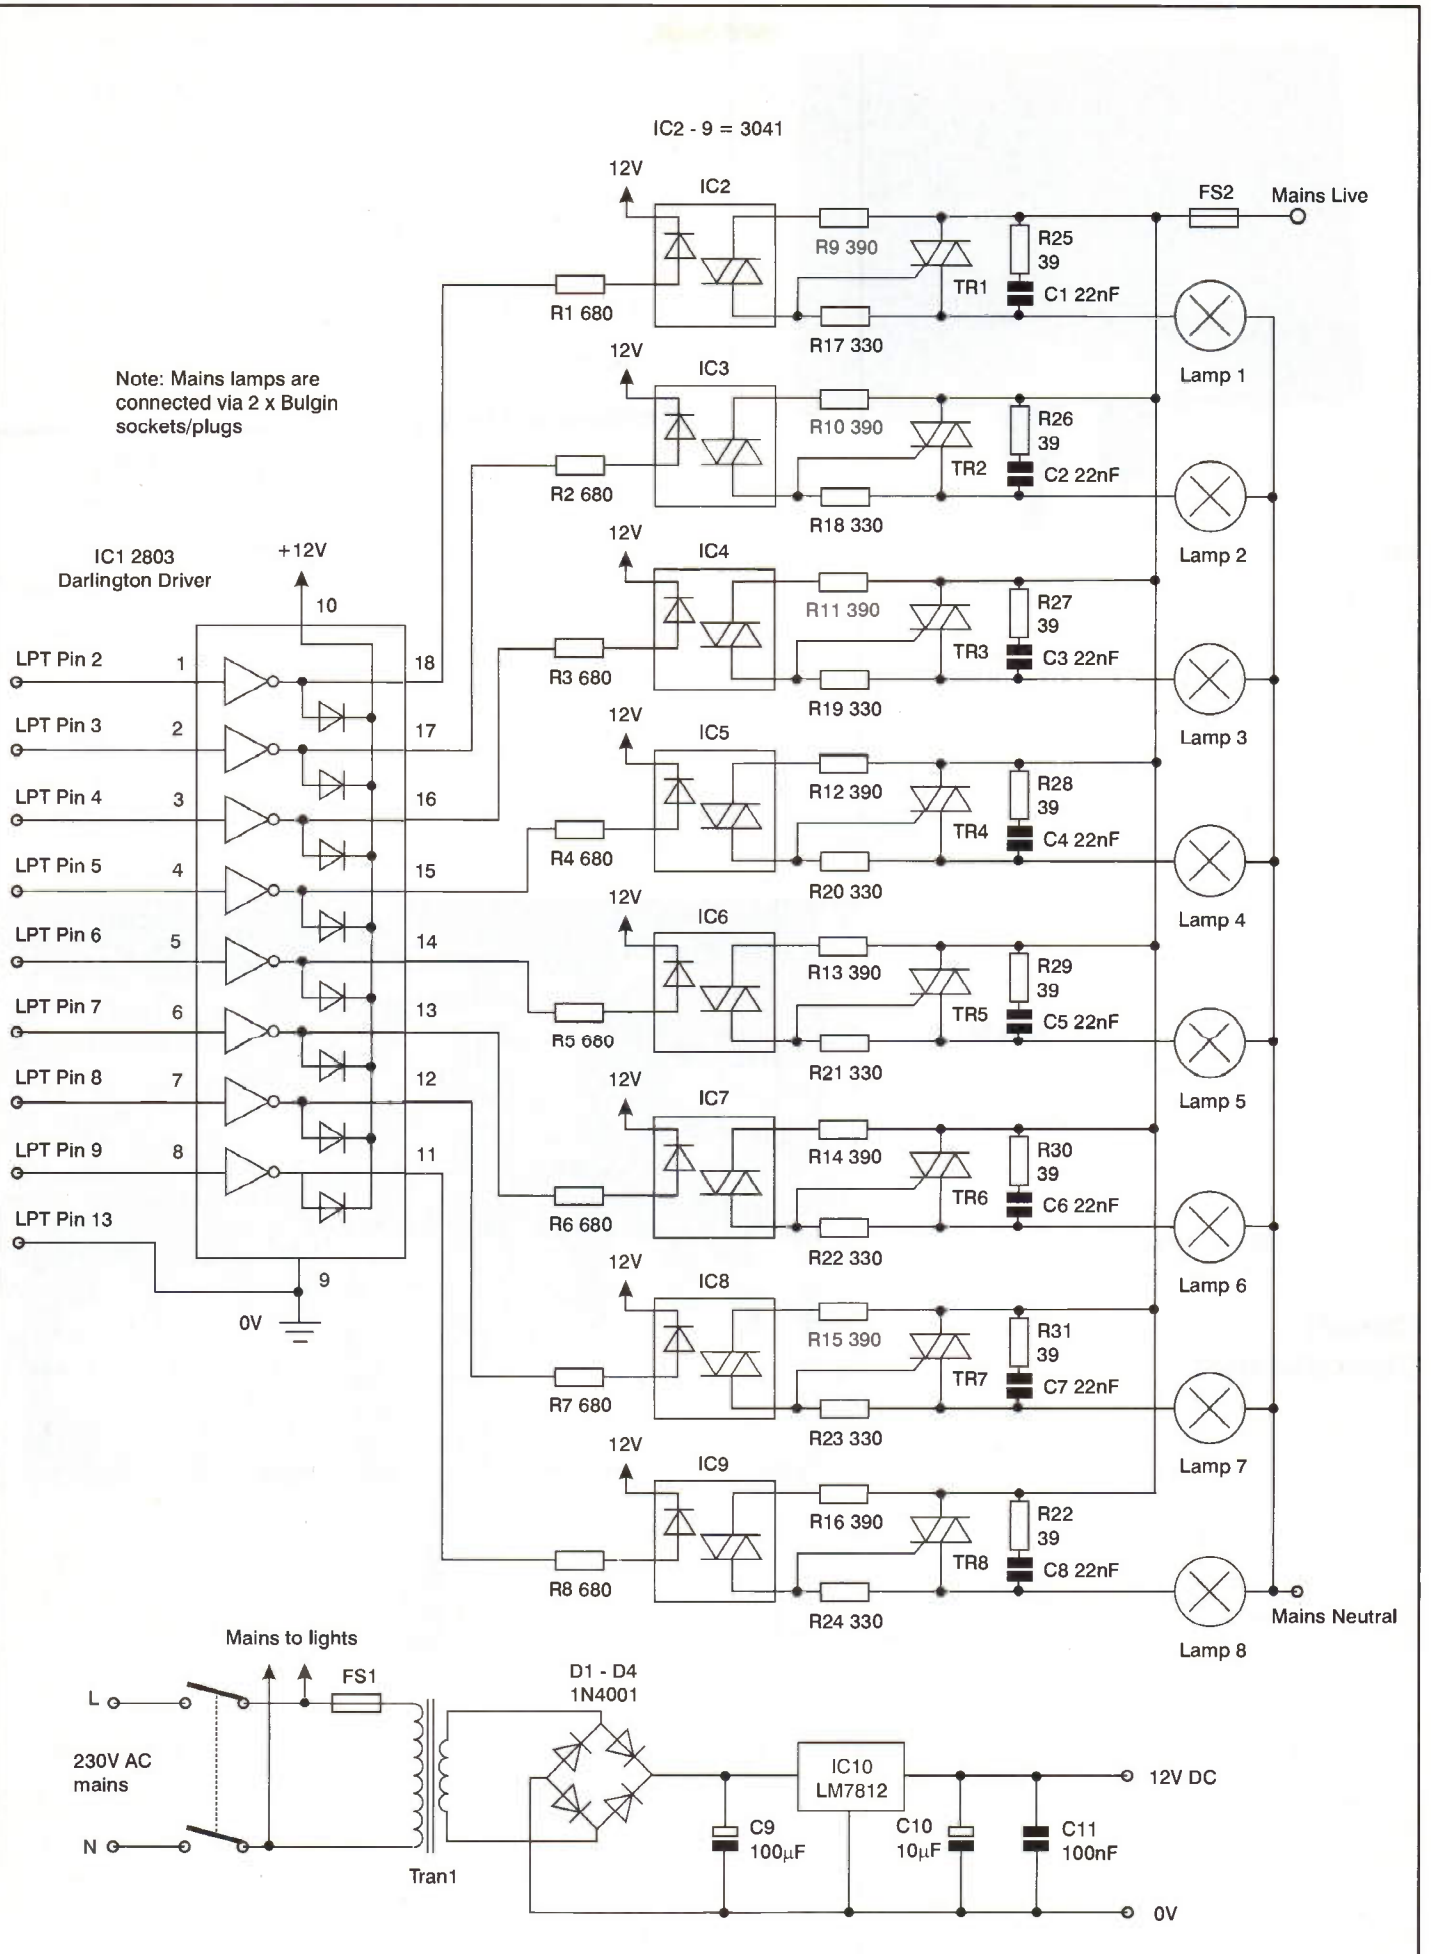 IC2 - 9 = 3041
12V
IC2
FS2
Mains Live
R9 390
R25
39
TR1
C1 22nF
R1 680
R17 330
Lamp 1
12V
IC3
Note: Mains lamps are
connected via 2 x Bulgin
sockets/plugs
R10 390
R26
39
TR2
C2 22nF
R2 680
R18 330
Lamp 2
12V
IC4
IC1 2803
Darlington Driver
+12V
10
R11 390
R27
39
TR3
C3 22nF
R3 680
R19 330
Lamp 3
LPT Pin 2
1
18
LPT Pin 3
2
17
12V
IC5
LPT Pin 4
3
16
R12 390
R28
39
TR4
C4 22nF
R4 680
R20 330
Lamp 4
LPT Pin 5
4
15
12V
IC6
LPT Pin 6
5
14
R13 390
R29
39
TR5
C5 22nF
R5 680
R21 330
Lamp 5
LPT Pin 7
6
13
LPT Pin 8
7
12
12V
IC7
LPT Pin 9
8
11
R14 390
R30
39
TR6
C6 22nF
R6 680
R22 330
Lamp 6
LPT Pin 13
9
0V
12V
IC8
R15 390
R31
39
TR7
C7 22nF
R7 680
R23 330
Lamp 7
12V
IC9
R16 390
R22
39
TR8
C8 22nF
R8 680
R24 330
Lamp 8
Mains Neutral
Mains to lights
L
FS1
D1 - D4
1N4001
230V AC
mains
IC10
LM7812
12V DC
N
Tran1
C9
100µF
C10
10µF
C11
100nF
0V